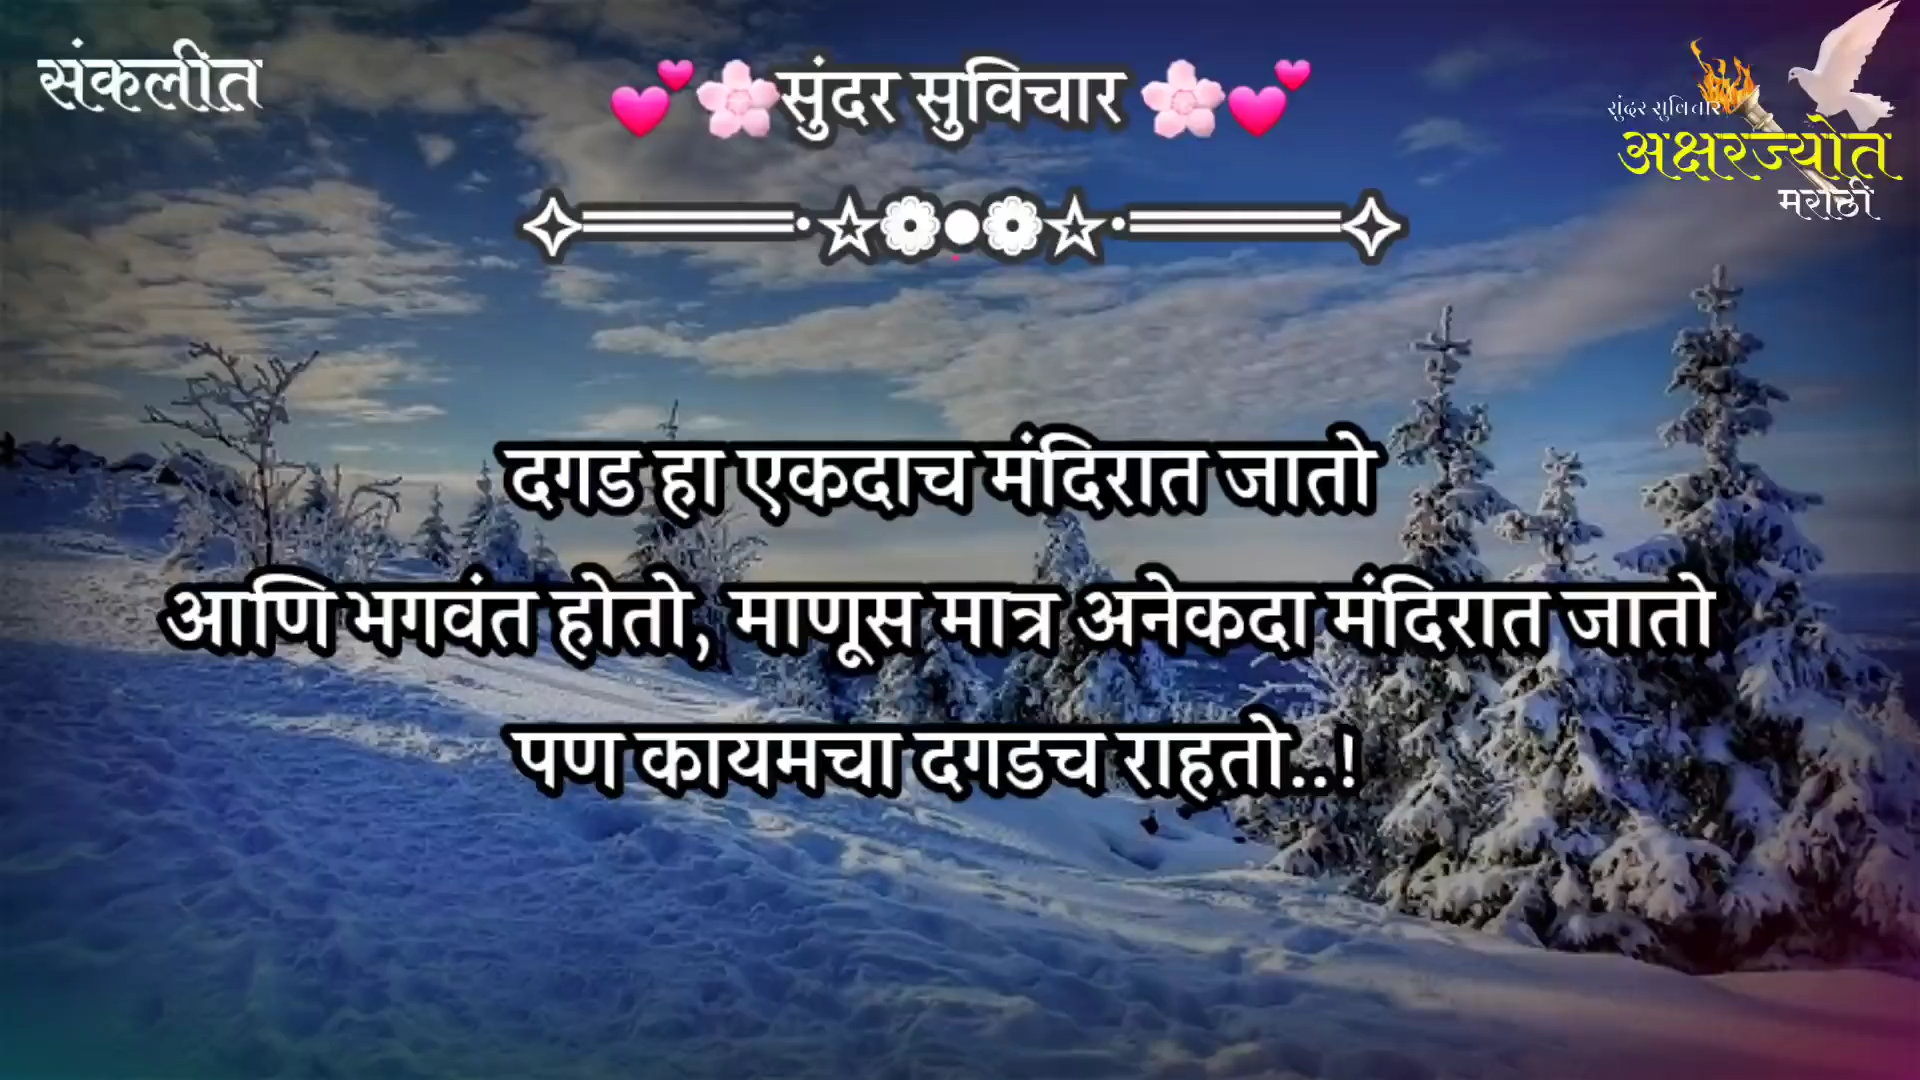 संकलीत
💕🌸सुंदर सुविचार 🌸💕
सुंदर सुविचार
अक्षरज्योत
मराठी
✧═════•☆❁●❁☆•═════✧
दगड हा एकदाच मंदिरात जातो
आणि भगवंत होतो, माणूस मात्र अनेकदा मंदिरात जातो
पण कायमचा दगडच राहतो..!